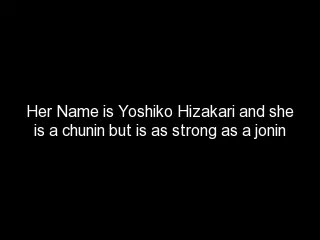 Her Name is Yoshiko Hizakari and she
is a chunin but is as strong as a jonin